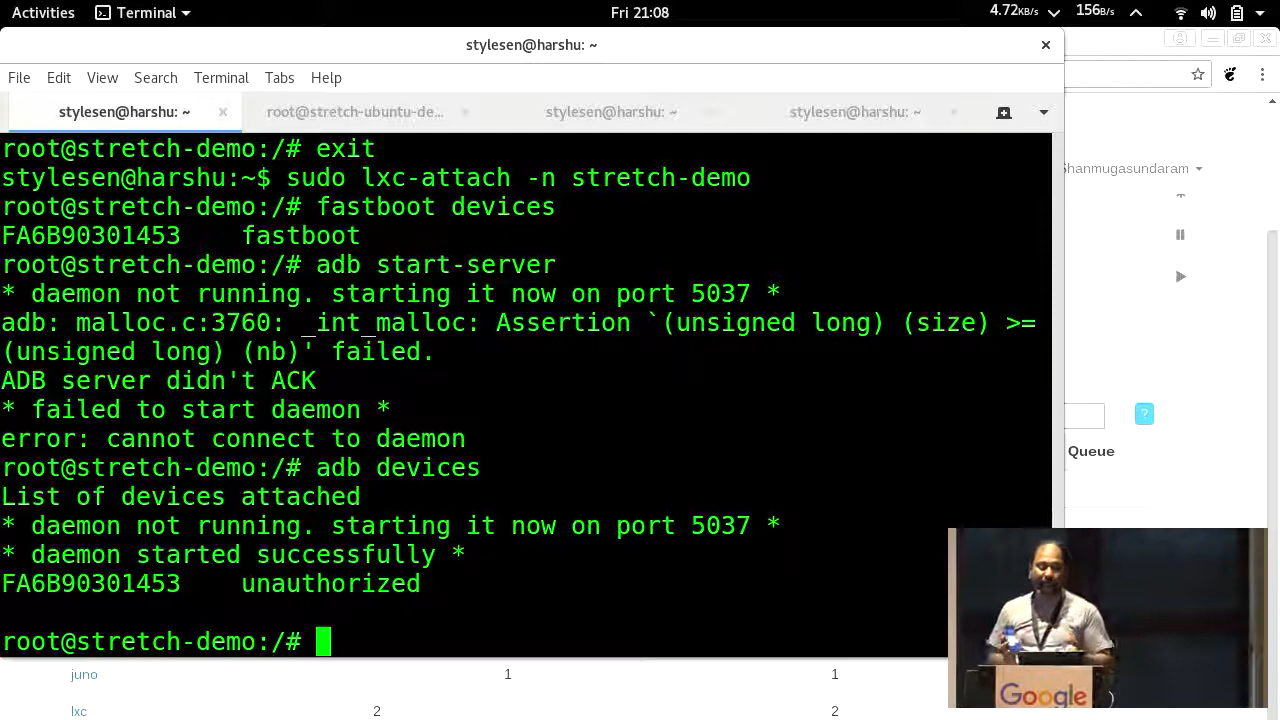 Activities Terminal Fri 21:08 4.72KB/s 156B/s
stylesen@harshu: ~
File Edit View Search Terminal Tabs Help
stylesen@harshu: ~ root@stretch-ubuntu-de... stylesen@harshu: ~ stylesen@harshu: ~
root@stretch-demo:/# exit
stylesen@harshu:~$ sudo lxc-attach -n stretch-demo
root@stretch-demo:/# fastboot devices
FA6B90301453    fastboot
root@stretch-demo:/# adb start-server
* daemon not running. starting it now on port 5037 *
adb: malloc.c:3760: _int_malloc: Assertion `(unsigned long) (size) >=
(unsigned long) (nb)' failed.
ADB server didn't ACK
* failed to start daemon *
error: cannot connect to daemon
root@stretch-demo:/# adb devices
List of devices attached
* daemon not running. starting it now on port 5037 *
* daemon started successfully *
FA6B90301453    unauthorized
root@stretch-demo:/#
hanmugasundaram
?
Queue
juno 1 1
lxc 2 2
Google